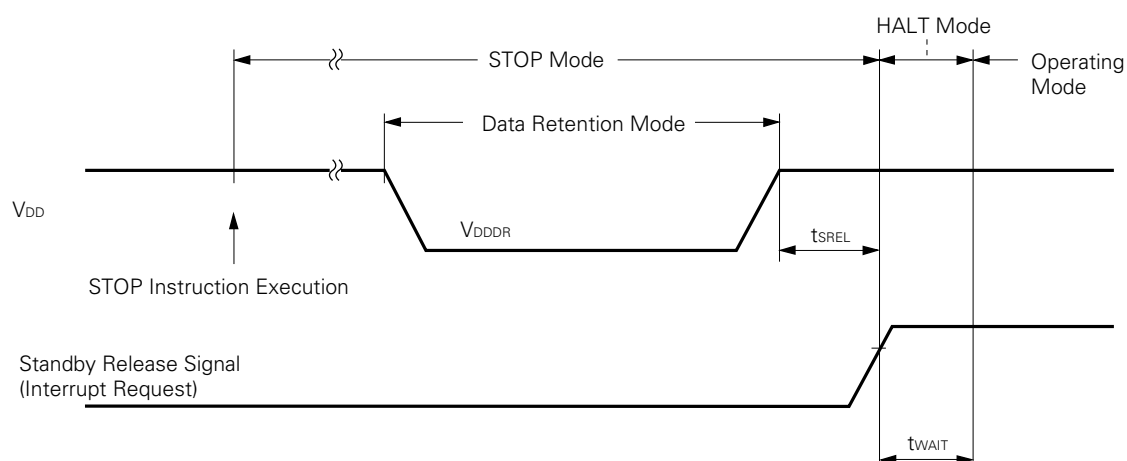 HALT Mode
STOP Mode
Operating
Mode
Data Retention Mode
VDD
VDDDR
tSREL
STOP Instruction Execution
Standby Release Signal
(Interrupt Request)
tWAIT